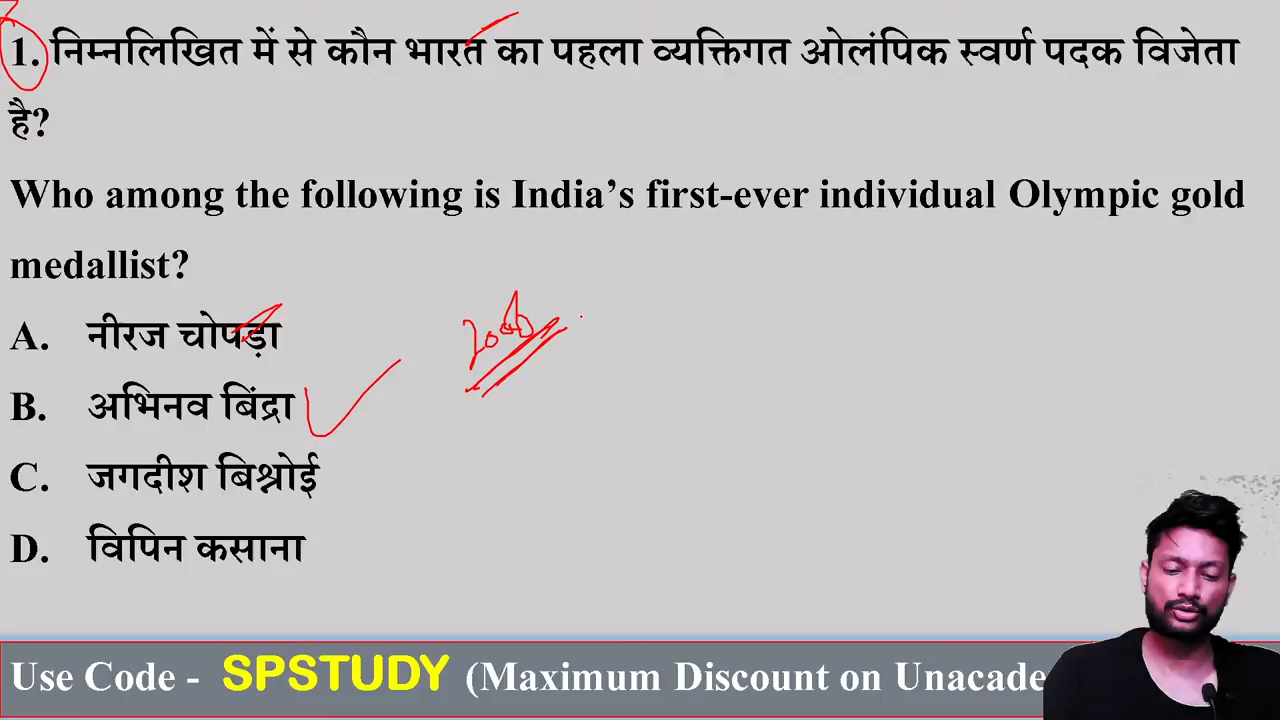 1. निम्नलिखित में से कौन भारत का पहला व्यक्तिगत ओलंपिक स्वर्ण पदक विजेता
है?
Who among the following is India’s first-ever individual Olympic gold
medallist?
A. नीरज चोपड़ा
B. अभिनव बिंद्रा
C. जगदीश बिश्नोई
D. विपिन कसाना
Use Code - SPSTUDY (Maximum Discount on Unacade